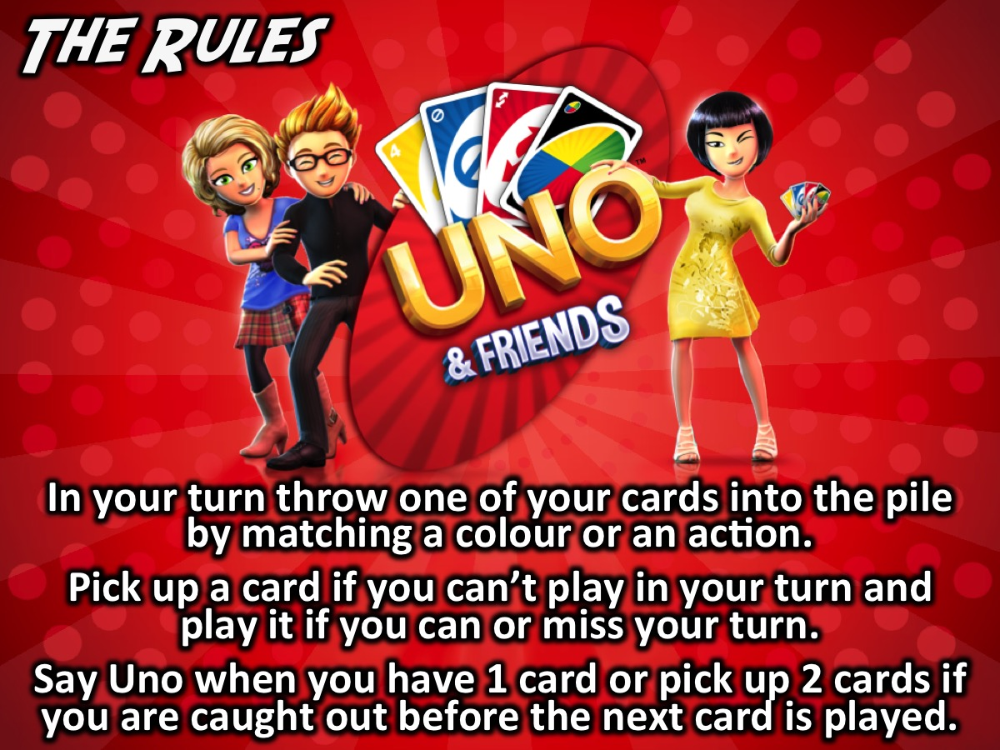 THE RULES
4
UNO
TM
& FRIENDS
In your turn throw one of your cards into the pile
by matching a colour or an action.
Pick up a card if you can’t play in your turn and
play it if you can or miss your turn.
Say Uno when you have 1 card or pick up 2 cards if
you are caught out before the next card is played.